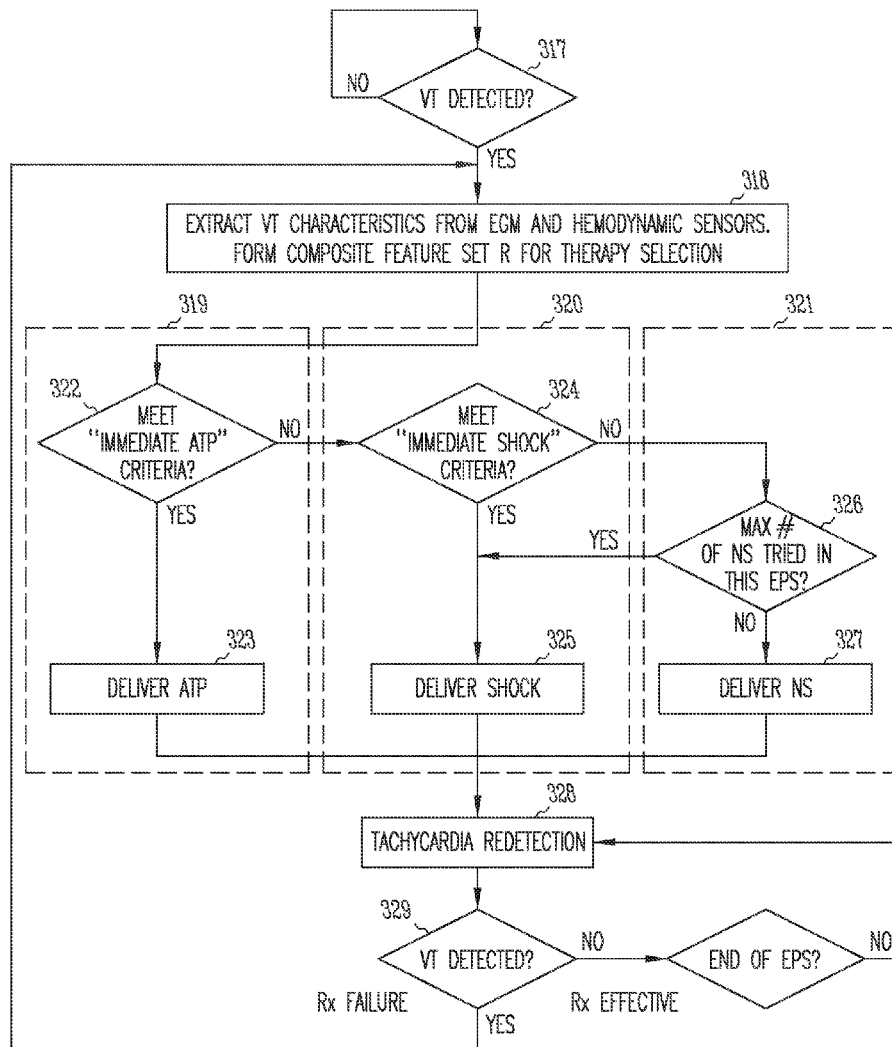 317
NO
VT DETECTED?
YES
318
EXTRACT VT CHARACTERISTICS FROM EGM AND HEMODYNAMIC SENSORS.
FORM COMPOSITE FEATURE SET R FOR THERAPY SELECTION
319
320
321
322
MEET
"IMMEDIATE ATP"
CRITERIA?
NO
YES
324
MEET
"IMMEDIATE SHOCK"
CRITERIA?
NO
YES
326
MAX #
OF NS TRIED IN
THIS EPS?
YES
NO
323
DELIVER ATP
325
DELIVER SHOCK
327
DELIVER NS
328
TACHYCARDIA REDETECTION
329
VT DETECTED?
NO
END OF EPS?
NO
Rx FAILURE
Rx EFFECTIVE
YES